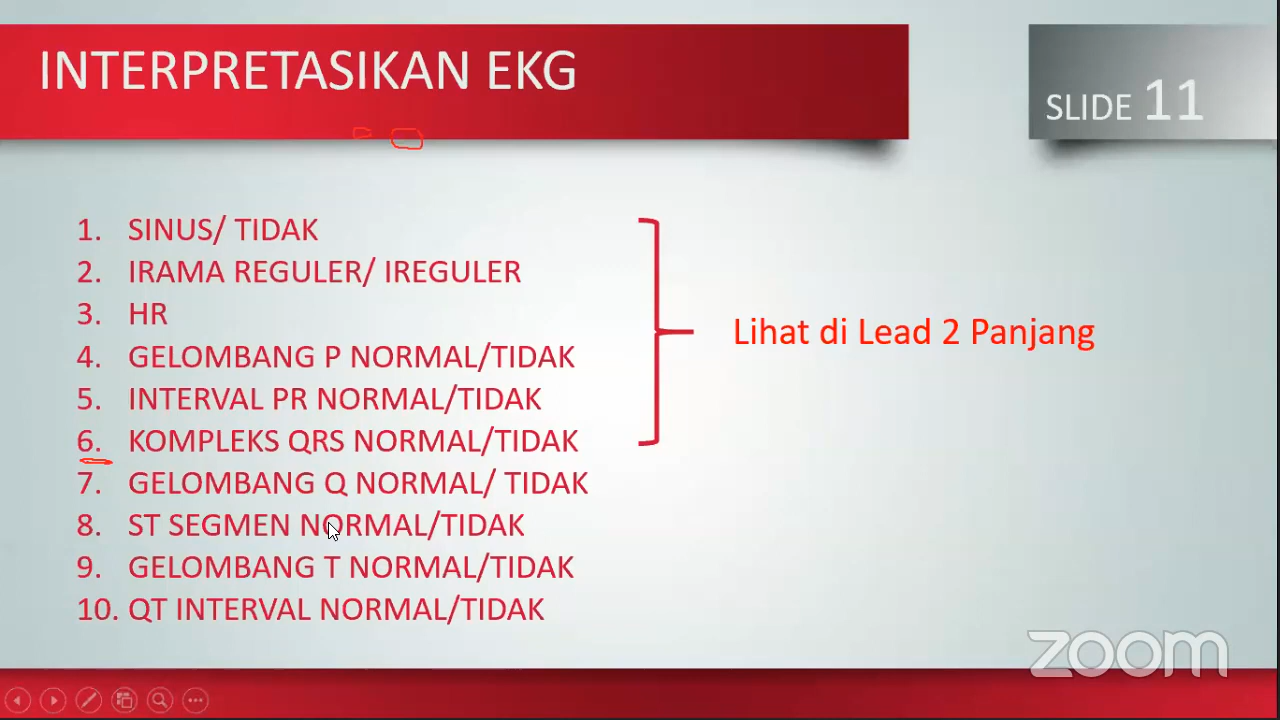 INTERPRETASIKAN EKG
SLIDE 11
1. SINUS/ TIDAK
2. IRAMA REGULER/ IREGULER
3. HR
4. GELOMBANG P NORMAL/TIDAK
5. INTERVAL PR NORMAL/TIDAK
6. KOMPLEKS QRS NORMAL/TIDAK
7. GELOMBANG Q NORMAL/ TIDAK
8. ST SEGMEN NORMAL/TIDAK
9. GELOMBANG T NORMAL/TIDAK
10. QT INTERVAL NORMAL/TIDAK
Lihat di Lead 2 Panjang
zoom